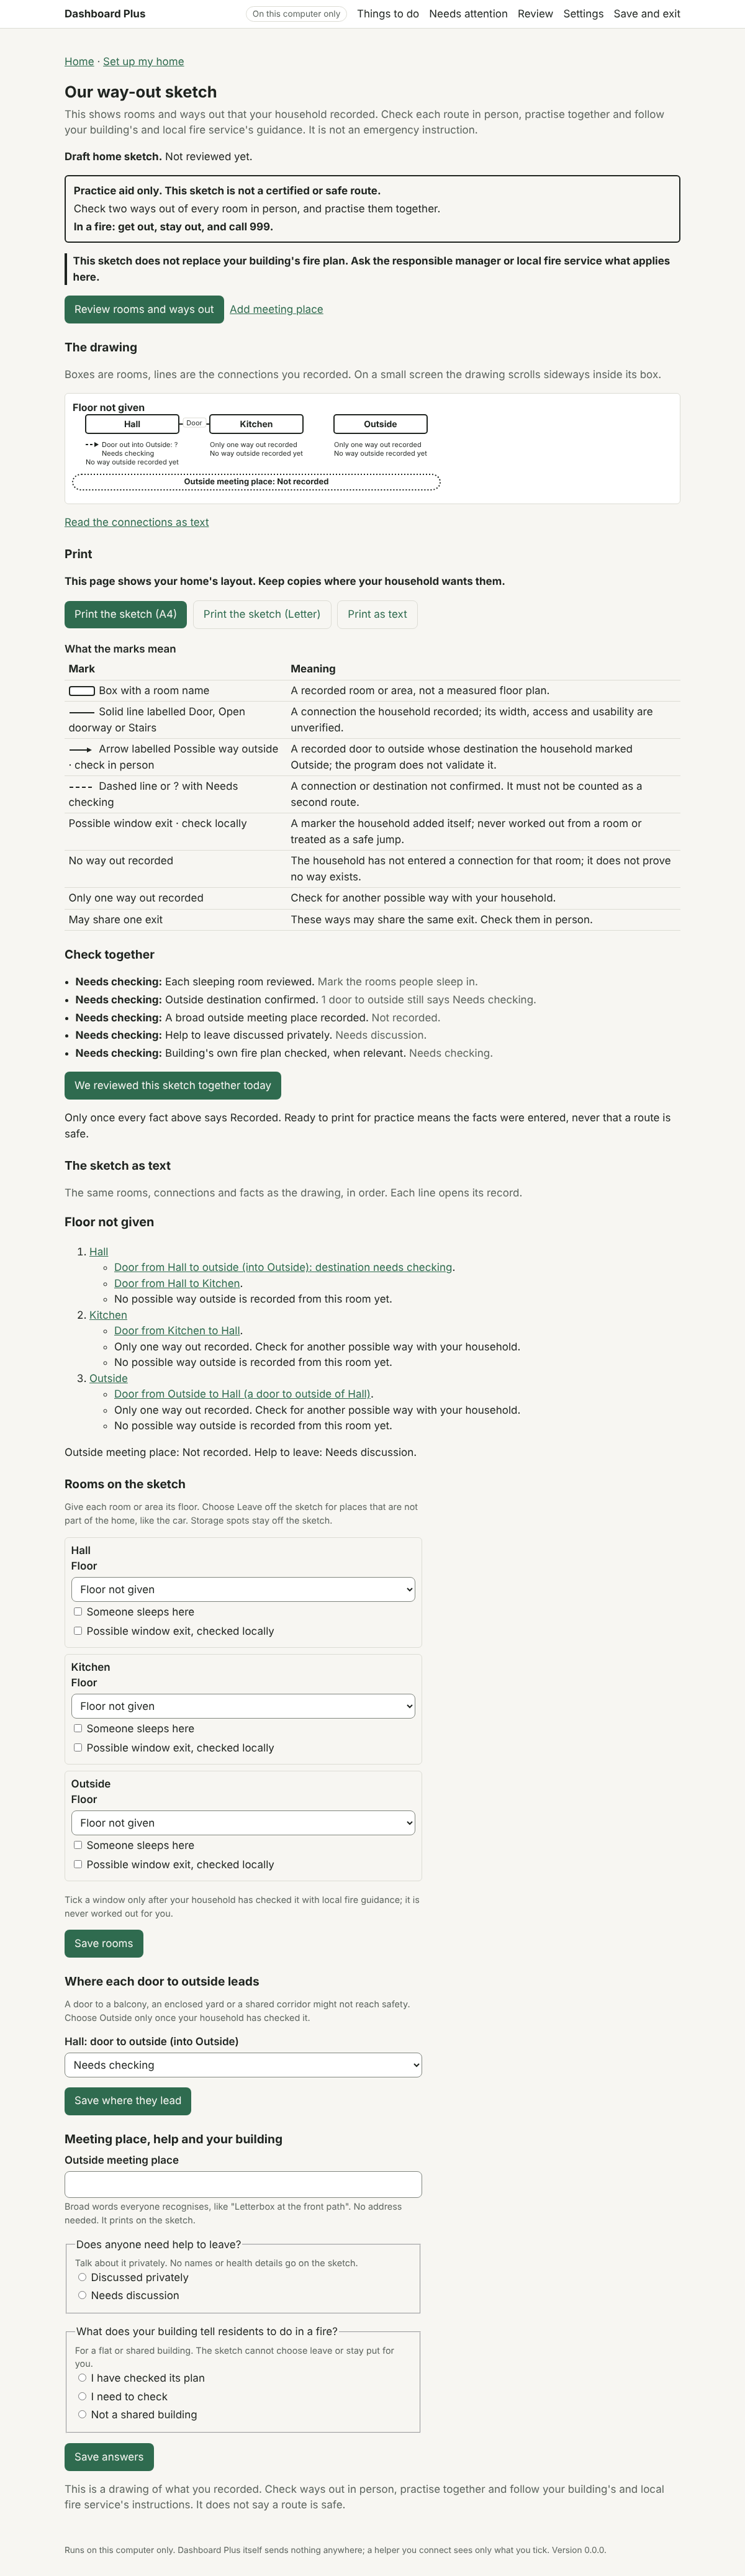 Dashboard Plus
On this computer only
Things to do
Needs attention
Review
Settings
Save and exit
Home · Set up my home
Our way-out sketch
This shows rooms and ways out that your household recorded. Check each route in person, practise together and follow
your building's and local fire service's guidance. It is not an emergency instruction.
Draft home sketch. Not reviewed yet.
Practice aid only. This sketch is not a certified or safe route.
Check two ways out of every room in person, and practise them together.
In a fire: get out, stay out, and call 999.
This sketch does not replace your building's fire plan. Ask the responsible manager or local fire service what applies
here.
Review rooms and ways out
Add meeting place
The drawing
Boxes are rooms, lines are the connections you recorded. On a small screen the drawing scrolls sideways inside its box.
Floor not given
Hall
Door
Kitchen
Outside
Door out into Outside: ?
Needs checking
No way outside recorded yet
Only one way out recorded
No way outside recorded yet
Only one way out recorded
No way outside recorded yet
Outside meeting place: Not recorded
Read the connections as text
Print
This page shows your home's layout. Keep copies where your household wants them.
Print the sketch (A4)
Print the sketch (Letter)
Print as text
What the marks mean
Mark
Meaning
Box with a room name
A recorded room or area, not a measured floor plan.
Solid line labelled Door, Open
doorway or Stairs
A connection the household recorded; its width, access and usability are
unverified.
Arrow labelled Possible way outside
· check in person
A recorded door to outside whose destination the household marked
Outside; the program does not validate it.
Dashed line or ? with Needs
checking
A connection or destination not confirmed. It must not be counted as a
second route.
Possible window exit · check locally
A marker the household added itself; never worked out from a room or
treated as a safe jump.
No way out recorded
The household has not entered a connection for that room; it does not prove
no way exists.
Only one way out recorded
Check for another possible way with your household.
May share one exit
These ways may share the same exit. Check them in person.
Check together
• Needs checking: Each sleeping room reviewed. Mark the rooms people sleep in.
• Needs checking: Outside destination confirmed. 1 door to outside still says Needs checking.
• Needs checking: A broad outside meeting place recorded. Not recorded.
• Needs checking: Help to leave discussed privately. Needs discussion.
• Needs checking: Building's own fire plan checked, when relevant. Needs checking.
We reviewed this sketch together today
Only once every fact above says Recorded. Ready to print for practice means the facts were entered, never that a route is
safe.
The sketch as text
The same rooms, connections and facts as the drawing, in order. Each line opens its record.
Floor not given
1. Hall
Door from Hall to outside (into Outside): destination needs checking.
Door from Hall to Kitchen.
No possible way outside is recorded from this room yet.
2. Kitchen
Door from Kitchen to Hall.
Only one way out recorded. Check for another possible way with your household.
No possible way outside is recorded from this room yet.
3. Outside
Door from Outside to Hall (a door to outside of Hall).
Only one way out recorded. Check for another possible way with your household.
No possible way outside is recorded from this room yet.
Outside meeting place: Not recorded. Help to leave: Needs discussion.
Rooms on the sketch
Give each room or area its floor. Choose Leave off the sketch for places that are not
part of the home, like the car. Storage spots stay off the sketch.
Hall
Floor
Floor not given
Someone sleeps here
Possible window exit, checked locally
Kitchen
Floor
Floor not given
Someone sleeps here
Possible window exit, checked locally
Outside
Floor
Floor not given
Someone sleeps here
Possible window exit, checked locally
Tick a window only after your household has checked it with local fire guidance; it is
never worked out for you.
Save rooms
Where each door to outside leads
A door to a balcony, an enclosed yard or a shared corridor might not reach safety.
Choose Outside only once your household has checked it.
Hall: door to outside (into Outside)
Needs checking
Save where they lead
Meeting place, help and your building
Outside meeting place
Broad words everyone recognises, like "Letterbox at the front path". No address
needed. It prints on the sketch.
Does anyone need help to leave?
Talk about it privately. No names or health details go on the sketch.
Discussed privately
Needs discussion
What does your building tell residents to do in a fire?
For a flat or shared building. The sketch cannot choose leave or stay put for
you.
I have checked its plan
I need to check
Not a shared building
Save answers
This is a drawing of what you recorded. Check ways out in person, practise together and follow your building's and local
fire service's instructions. It does not say a route is safe.
Runs on this computer only. Dashboard Plus itself sends nothing anywhere; a helper you connect sees only what you tick. Version 0.0.0.